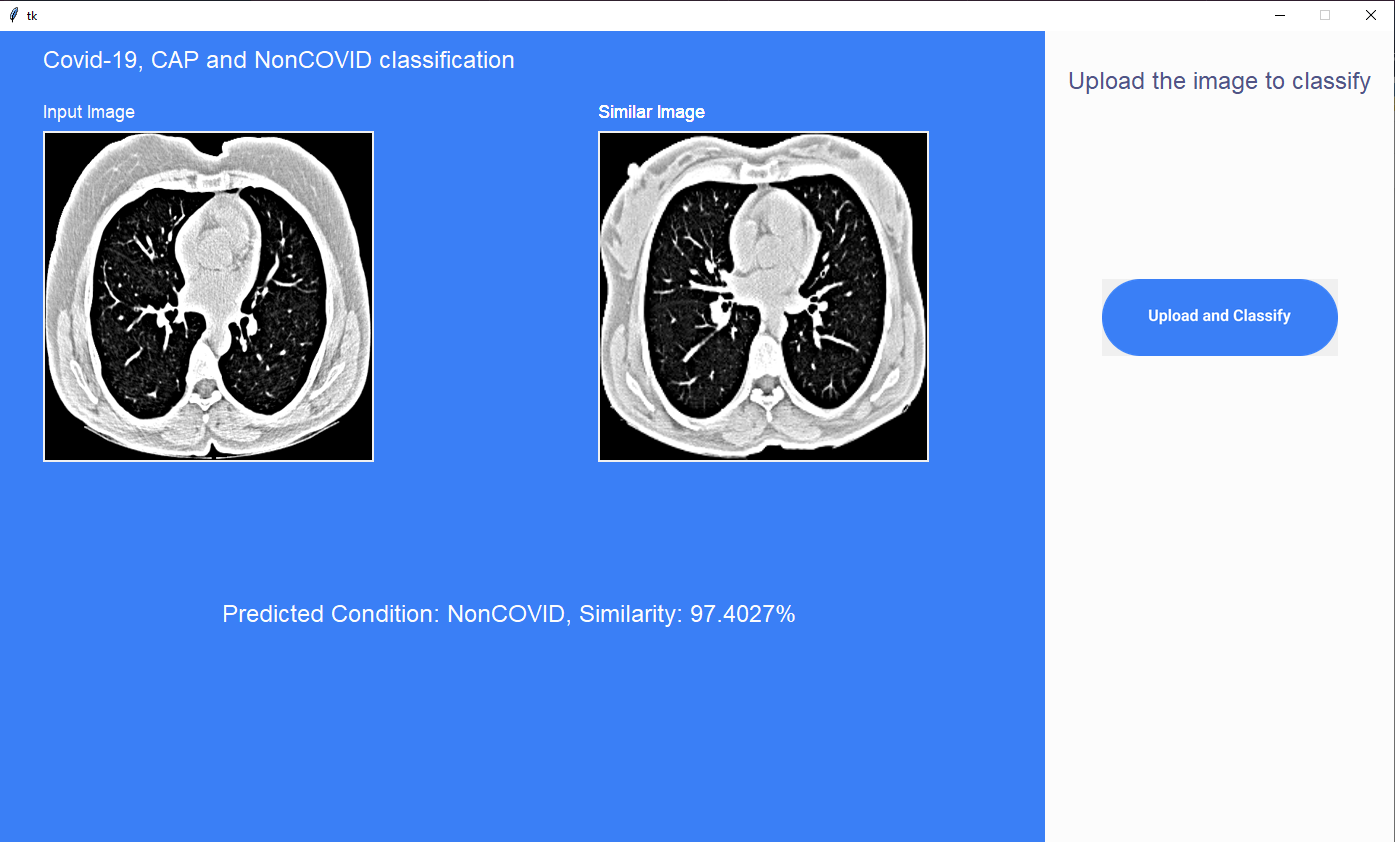 tk
Covid-19, CAP and NonCOVID classification
Upload the image to classify
Input Image
Similar Image
Upload and Classify
Predicted Condition: NonCOVID, Similarity: 97.4027%